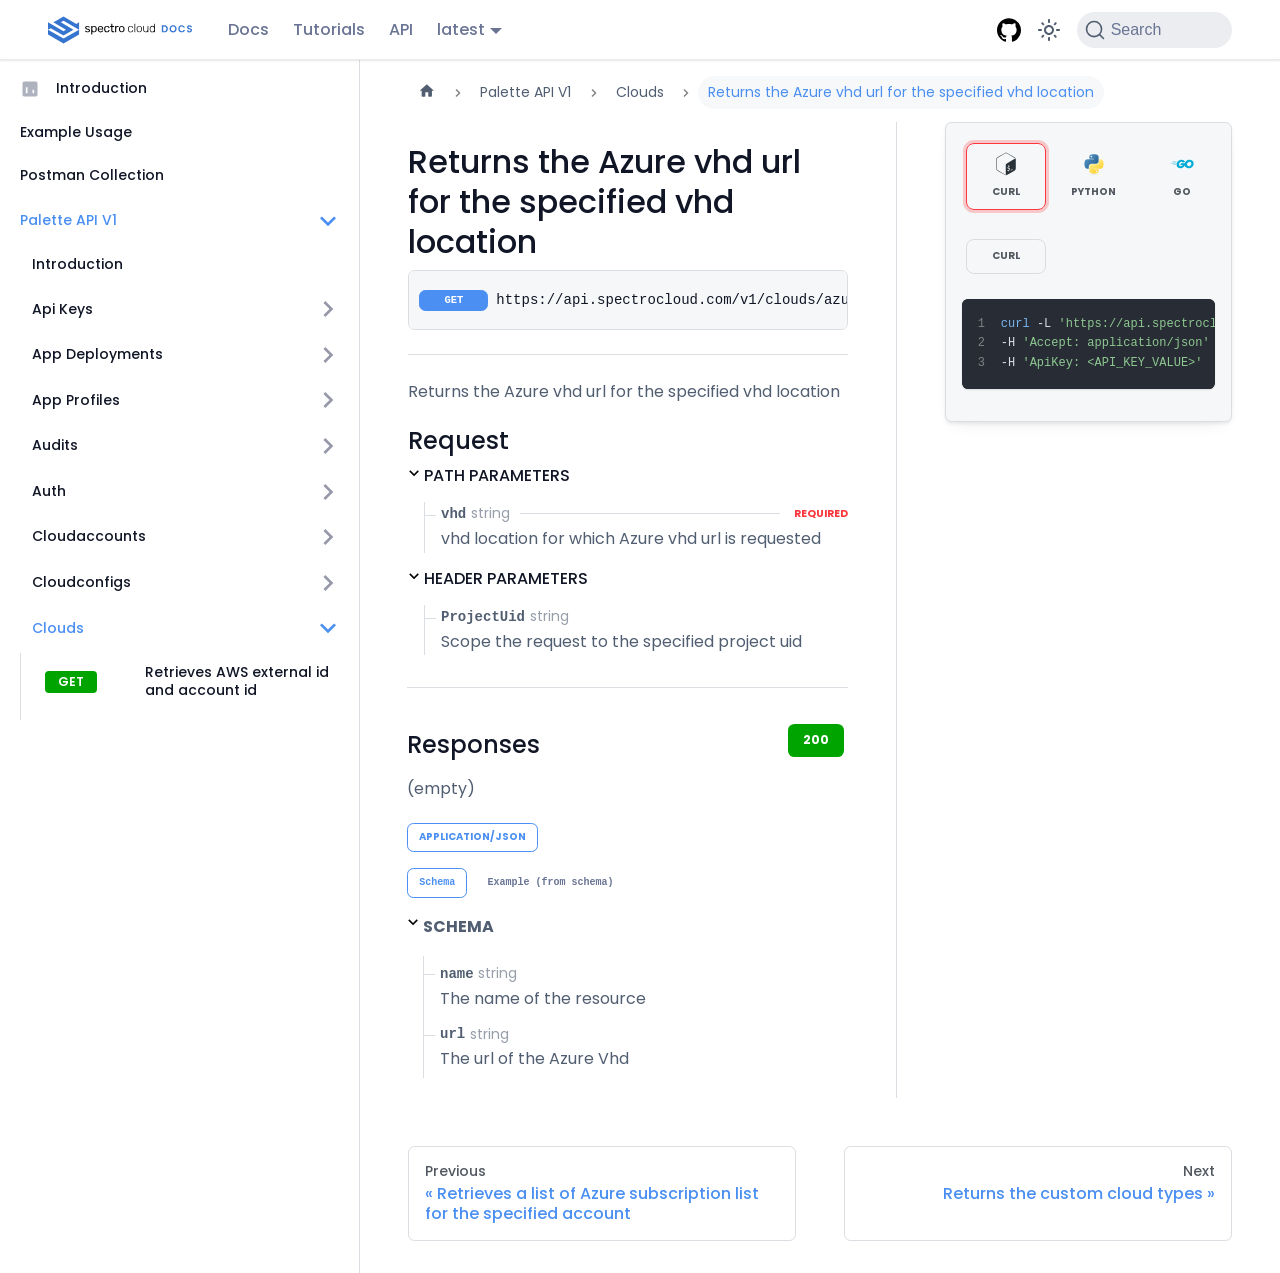 spectro cloud DOCS
Docs
Tutorials
API
latest
Search
Introduction
Example Usage
Postman Collection
Palette API V1
Introduction
Api Keys
App Deployments
App Profiles
Audits
Auth
Cloudaccounts
Cloudconfigs
Clouds
GET
Retrieves AWS external id
and account id
Palette API V1
Clouds
Returns the Azure vhd url for the specified vhd location
Returns the Azure vhd url
for the specified vhd
location
GET https://api.spectrocloud.com/v1/clouds/azu
Returns the Azure vhd url for the specified vhd location
Request
PATH PARAMETERS
vhd string REQUIRED
vhd location for which Azure vhd url is requested
HEADER PARAMETERS
ProjectUid string
Scope the request to the specified project uid
Responses
200
(empty)
APPLICATION/JSON
Schema
Example (from schema)
SCHEMA
name string
The name of the resource
url string
The url of the Azure Vhd
CURL
PYTHON
GO
CURL
1 curl -L 'https://api.spectrocl
2 -H 'Accept: application/json'
3 -H 'ApiKey: <API_KEY_VALUE>'
Previous
« Retrieves a list of Azure subscription list
for the specified account
Next
Returns the custom cloud types »